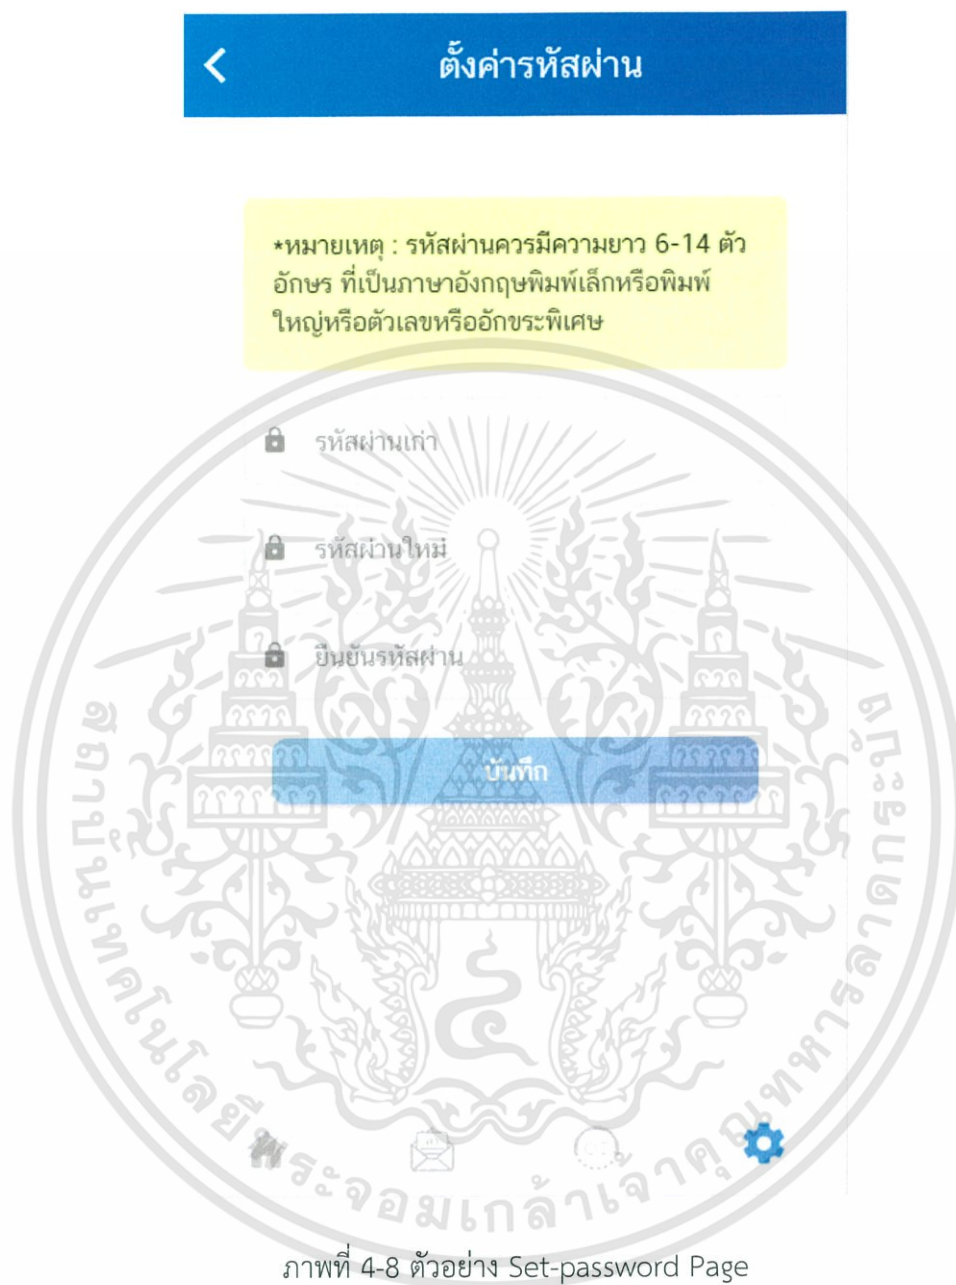 ตั้งค่ารหัสผ่าน
*หมายเหตุ : รหัสผ่านควรมีความยาว 6-14 ตัว
อักษร ที่เป็นภาษาอังกฤษพิมพ์เล็กหรือพิมพ์
ใหญ่หรือตัวเลขหรืออักขระพิเศษ
รหัสผ่านเก่า
รหัสผ่านใหม่
ยืนยันรหัสผ่าน
บันทึก
สถาบันเทคโนโลยีพระจอมเกล้าเจ้าคุณทหารลาดกระบัง
ภาพที่ 4-8 ตัวอย่าง Set-password Page